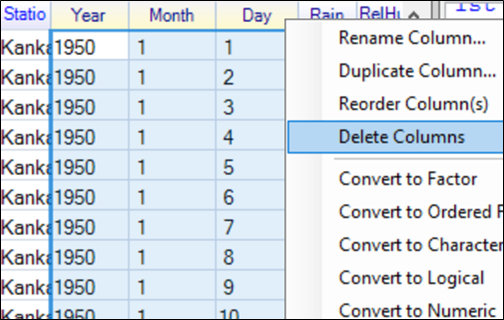 Statio Year Month Day Rain RelHu 1st
Kanka 1950 1 1
Kanka 1950 1 2
Kanka 1950 1 3
Kanka 1950 1 4
Kanka 1950 1 5
Kanka 1950 1 6
Kanka 1950 1 7
Kanka 1950 1 8
Kanka 1950 1 9
Kanka 1950 1 10
Rename Column...
Duplicate Column...
Reorder Column(s)
Delete Columns
Convert to Factor
Convert to Ordered F
Convert to Character
Convert to Logical
Convert to Numeric